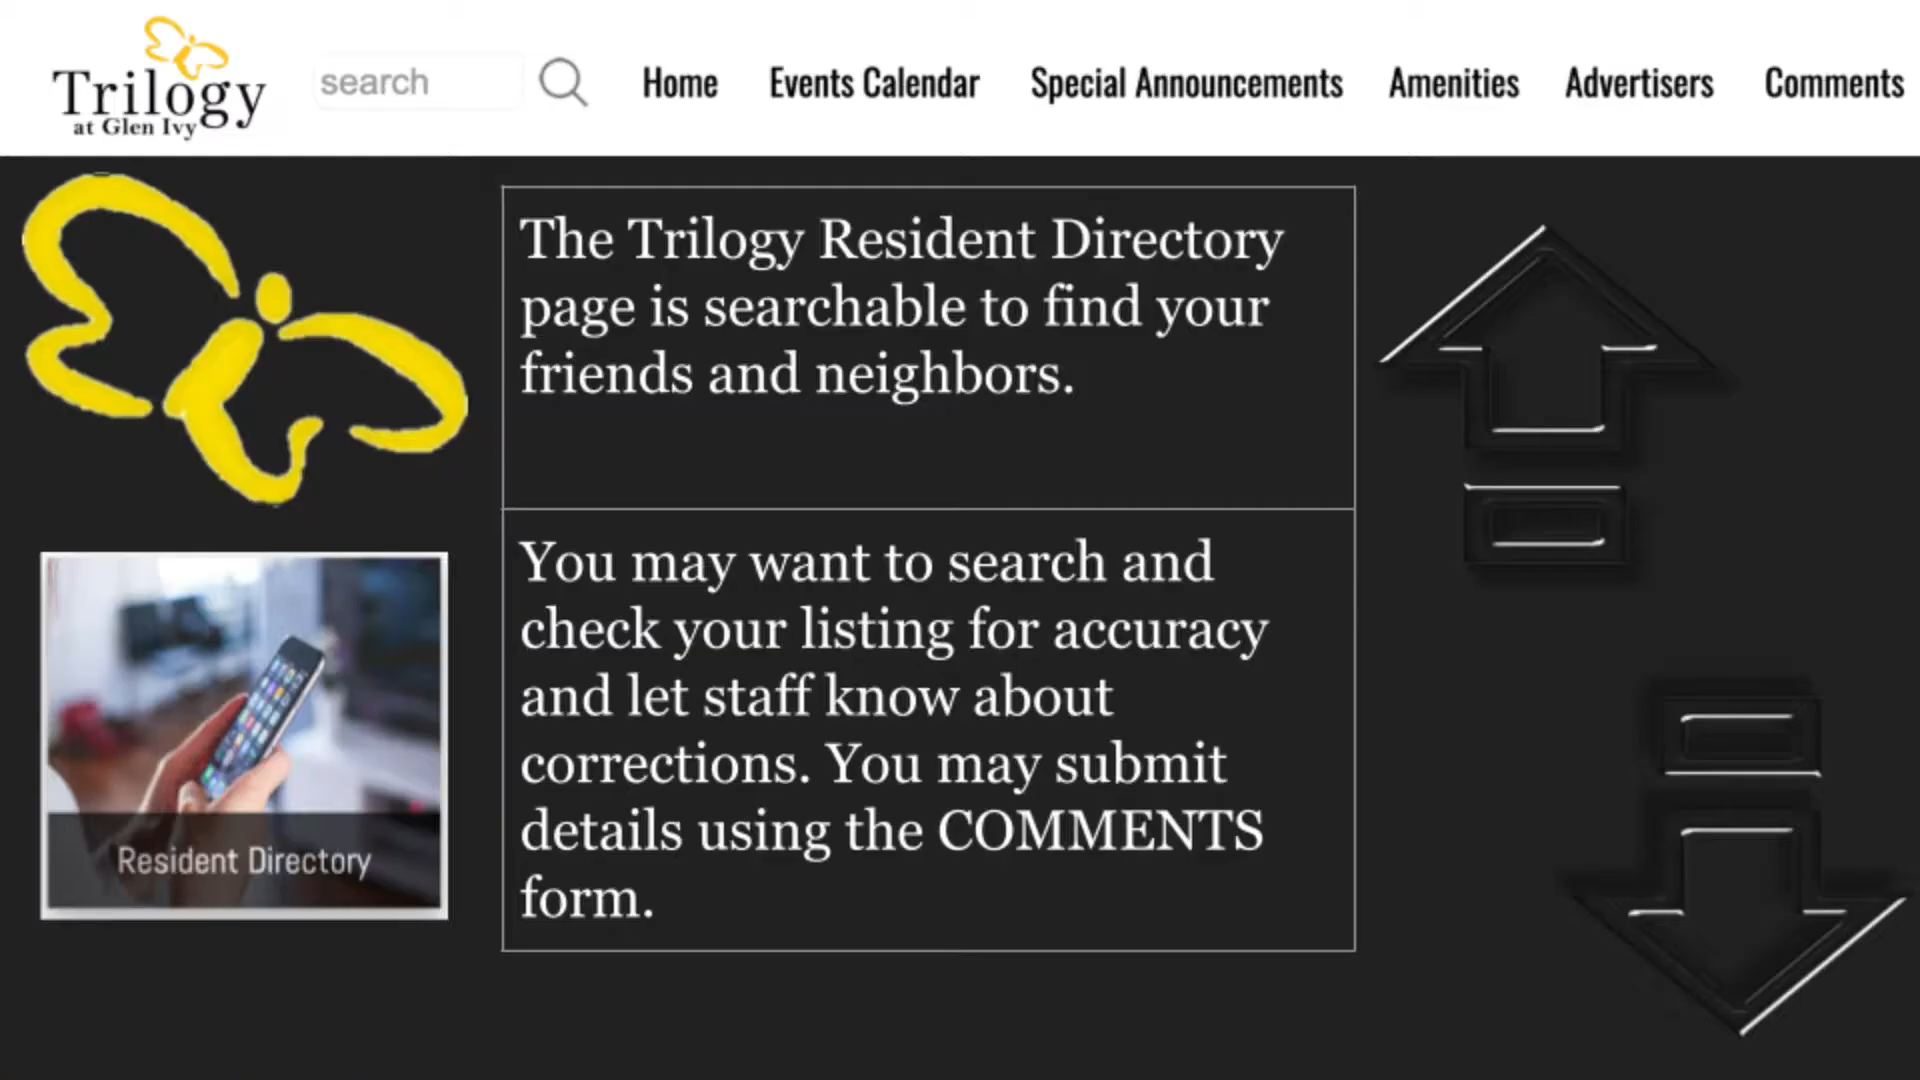 Trilogy
at Glen Ivy
search
Home
Events Calendar
Special Announcements
Amenities
Advertisers
Comments
The Trilogy Resident Directory
page is searchable to find your
friends and neighbors.
You may want to search and
check your listing for accuracy
and let staff know about
corrections. You may submit
details using the COMMENTS
form.
Resident Directory